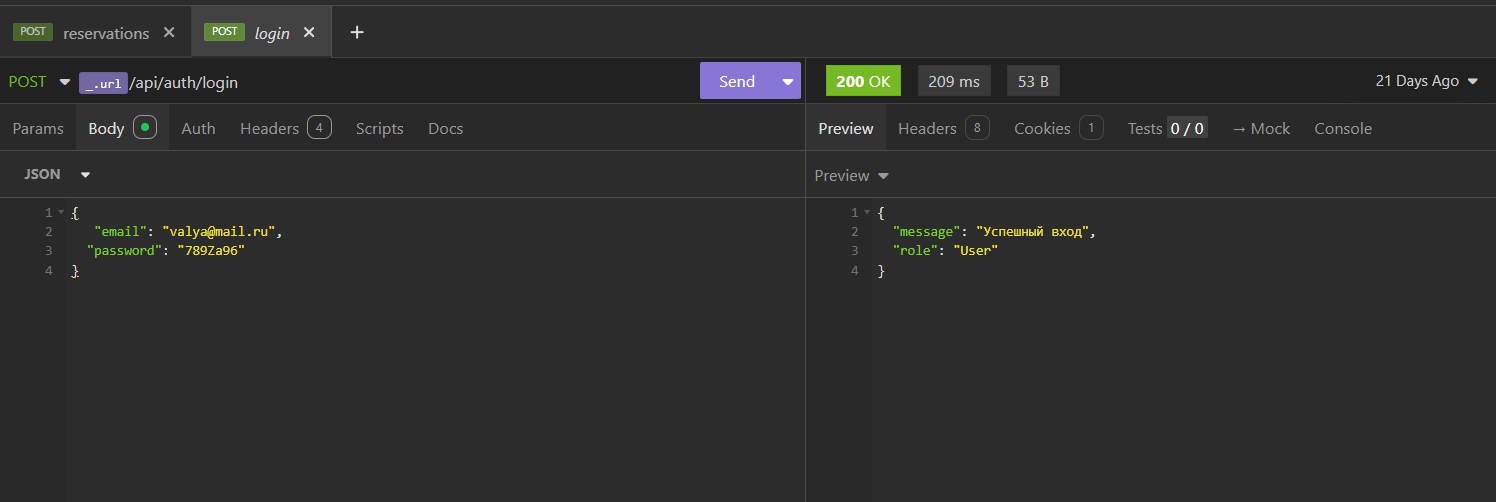 POST reservations POST login
POST _.url /api/auth/login Send 200 OK 209 ms 53 B 21 Days Ago
Params Body Auth Headers 4 Scripts Docs Preview Headers 8 Cookies 1 Tests 0 / 0 → Mock Console
JSON Preview
1 {
2 "email": "valya@mail.ru",
3 "password": "789Za96"
4 }
1 {
2 "message": "Успешный вход",
3 "role": "User"
4 }